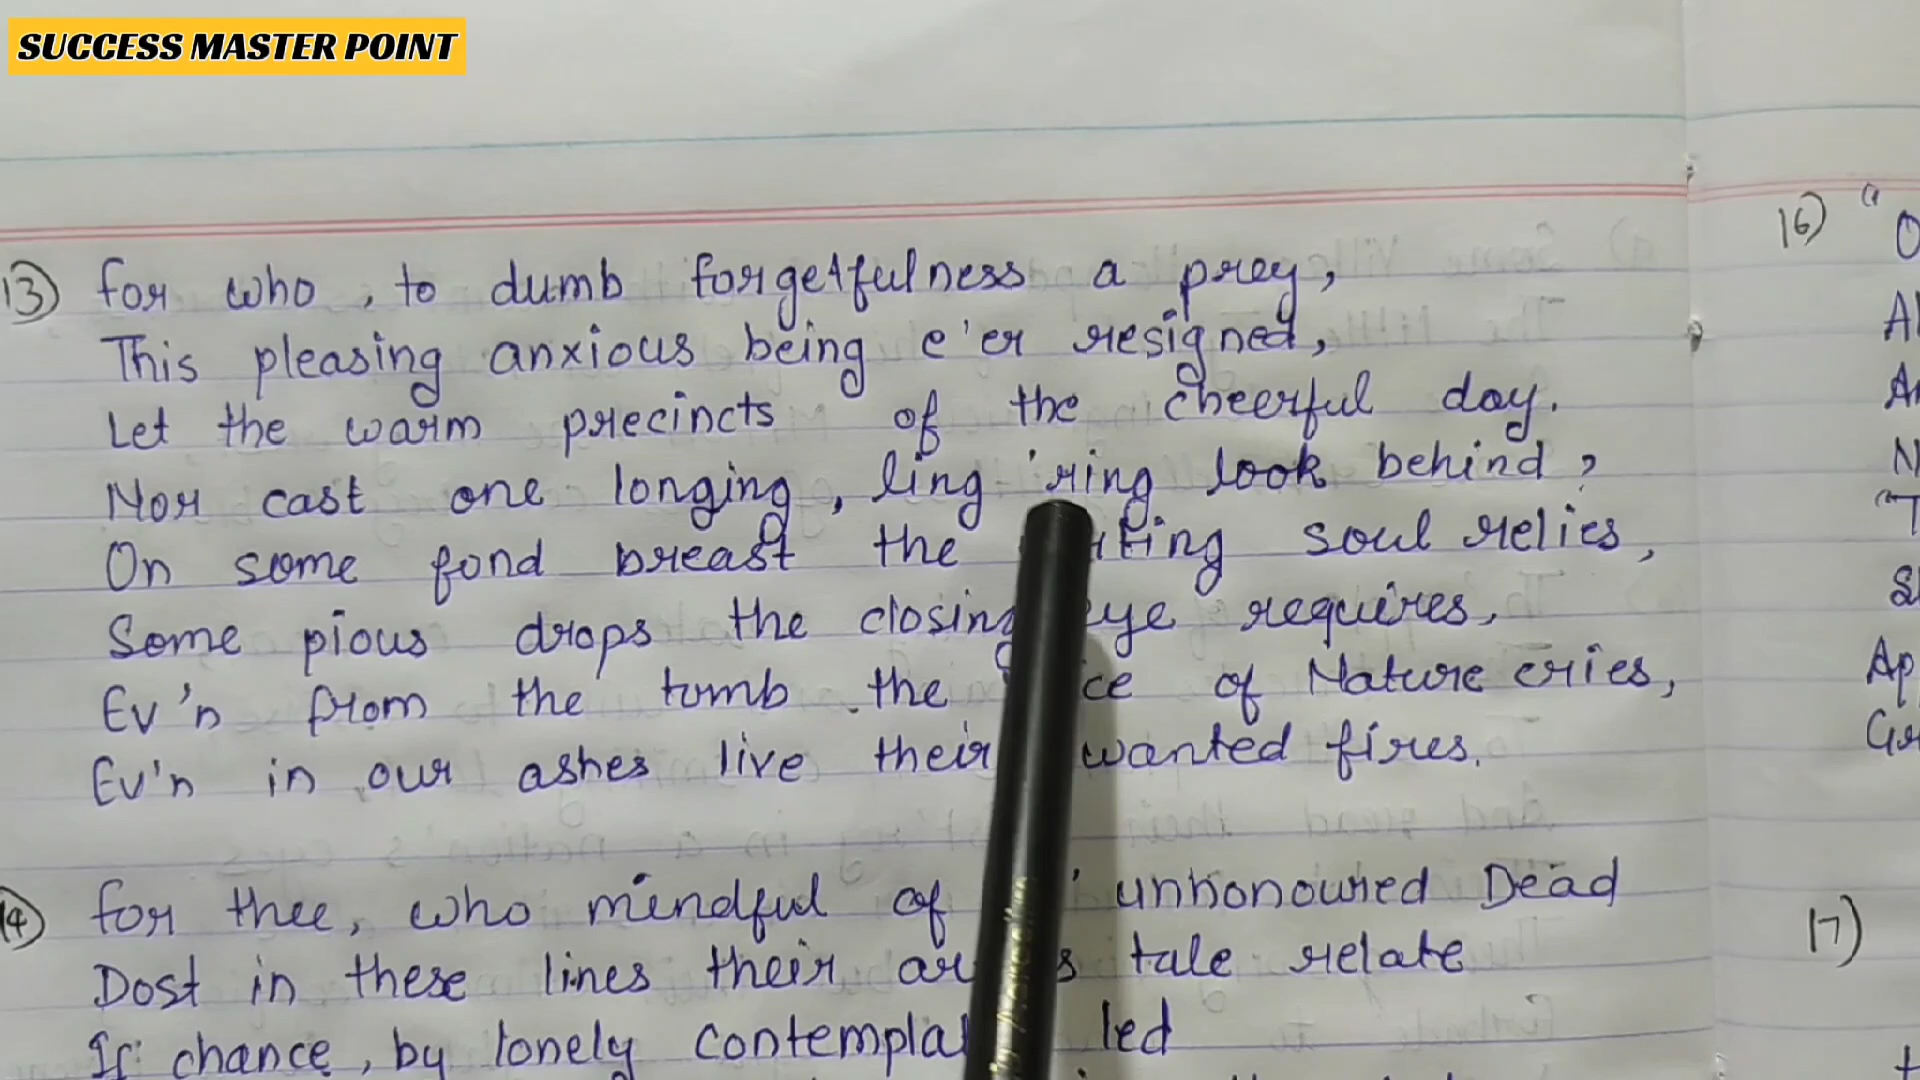 SUCCESS MASTER POINT
13) for who, to dumb forgetfulness a prey,
This pleasing anxious being e'er resigned,
Let the warm precincts of the cheerful day.
Nor cast one longing, ling 'ring look behind?
On some fond breast the soul relies,
Some pious drops the closing eye requires,
Ev'n from the tomb the of Nature cries,
Ev'n in our ashes live their wanted fires.
14) for thee, who mindful of unhonoured Dead
Dost in these lines their tale relate
If chance, by lonely led
16) "
17)